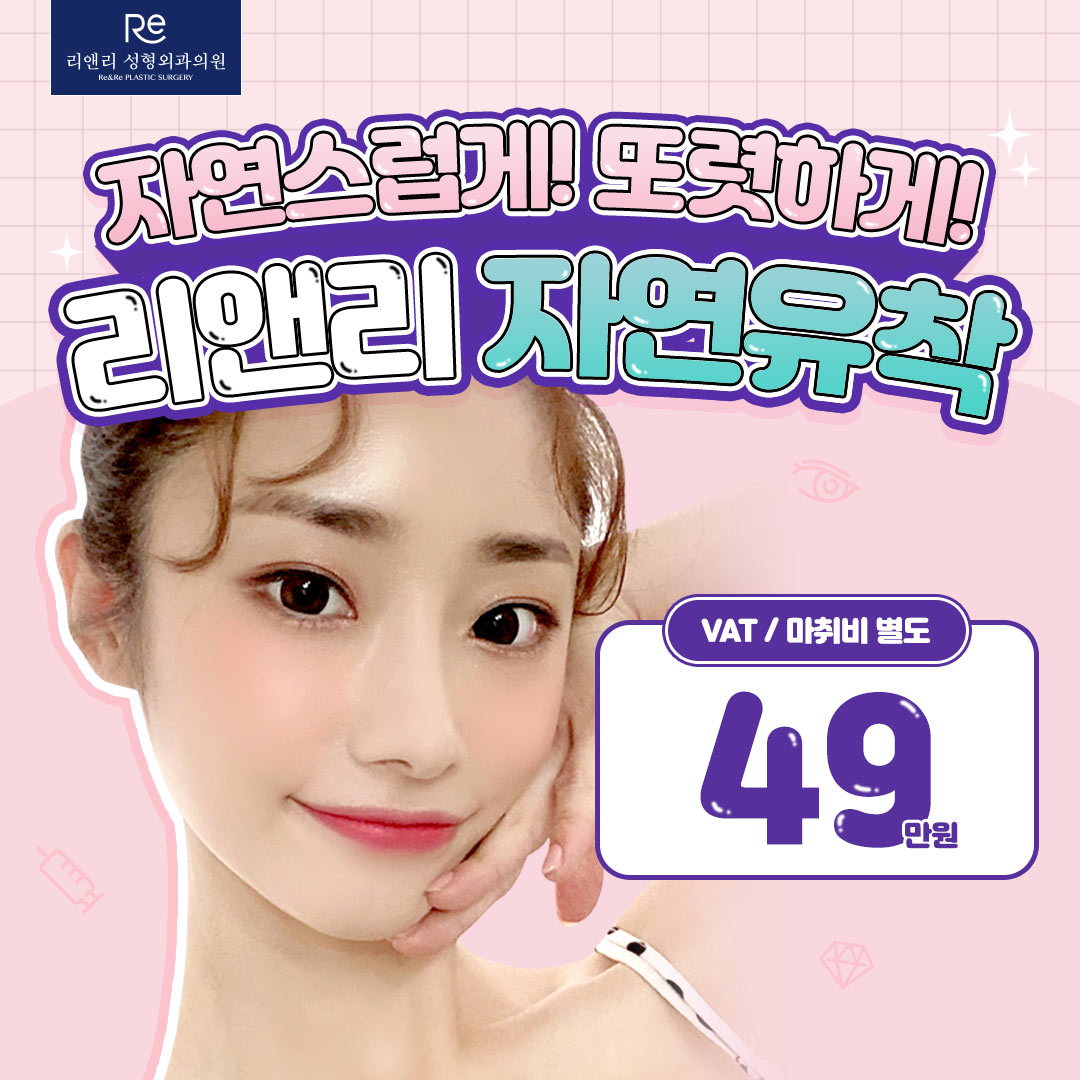 Re
리앤리 성형외과의원
Re&Re PLASTIC SURGERY
자연스럽게! 또렷하게!
리앤리 자연유착
VAT / 마취비 별도
49만원